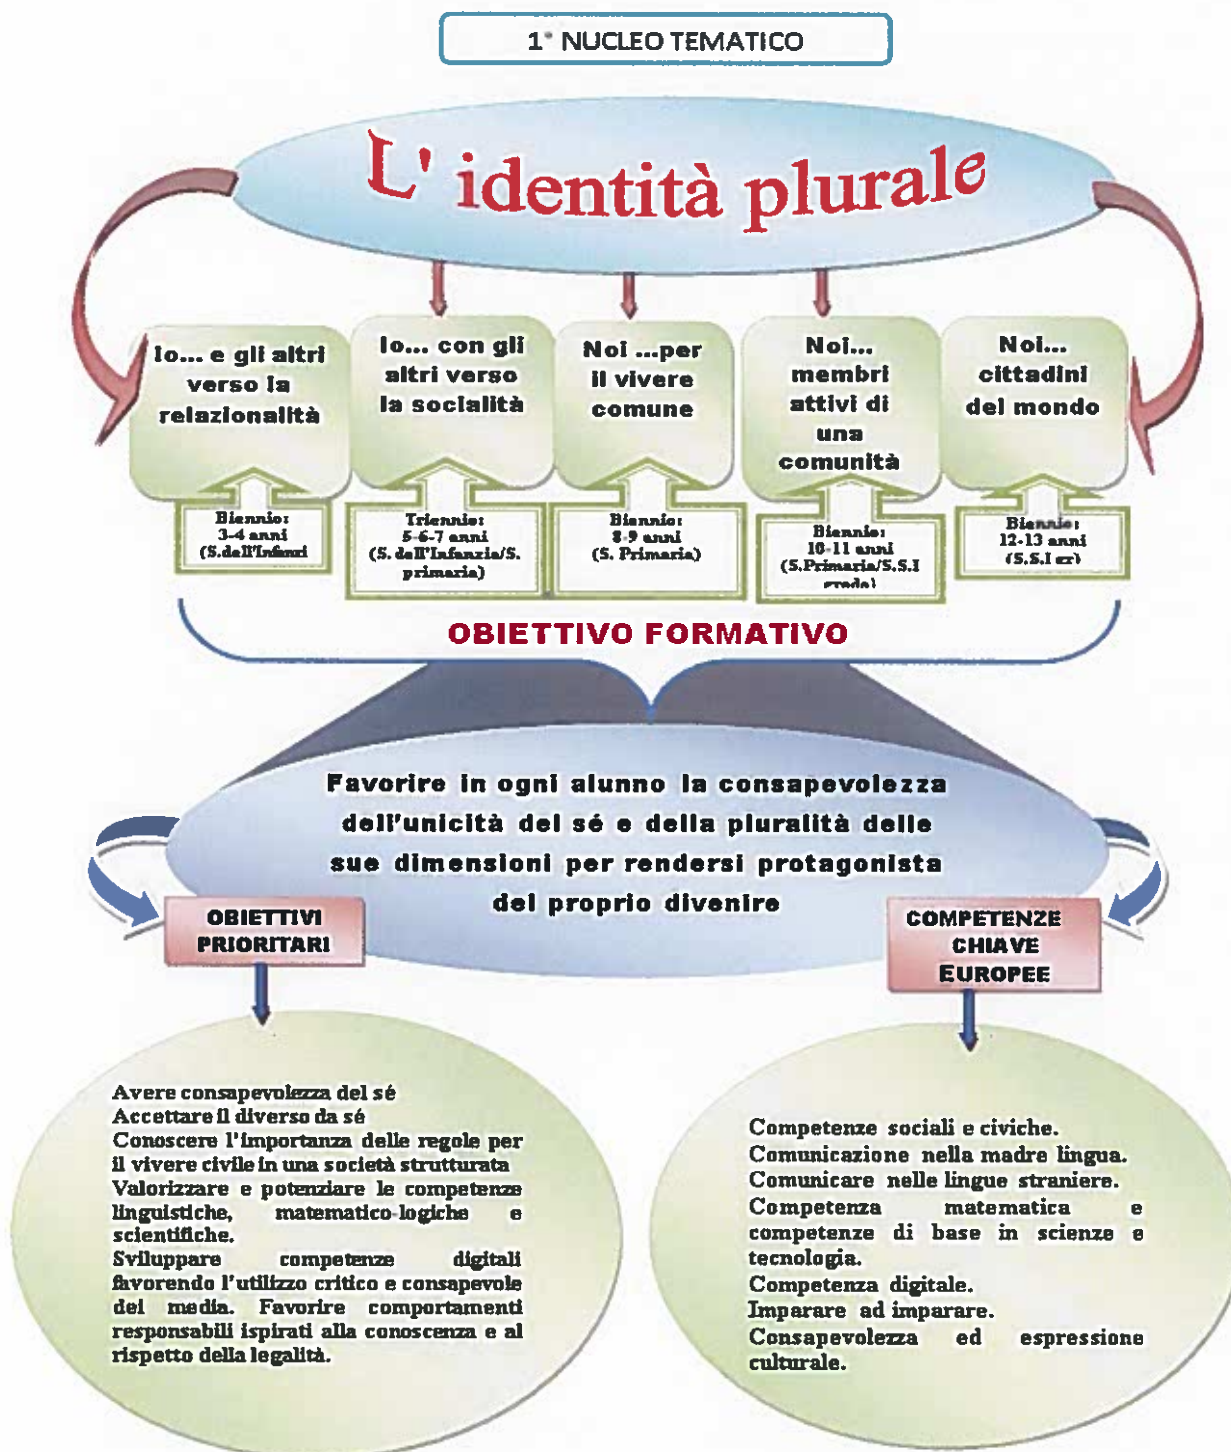 1° NUCLEO TEMATICO
L' identità plurale
Io... e gli altri
verso la
relazionalità
Io... con gli
altri verso
la socialità
Noi ...per
il vivere
comune
Noi...
membri
attivi di
una
comunità
Noi...
cittadini
del mondo
Biennio:
3-4 anni
(S.dell'Infanzi
Triennio:
5-6-7 anni
(S. dell'Infanzia/S.
primaria)
Biennio:
8-9 anni
(S. Primaria)
Biennio:
10-11 anni
(S.Primaria/S.S.I
grado)
Biennio:
12-13 anni
(S.S.I gr)
OBIETTIVO FORMATIVO
Favorire in ogni alunno la consapevolezza
dell'unicità del sé e della pluralità delle
sue dimensioni per rendersi protagonista
del proprio divenire
OBIETTIVI
PRIORITARI
COMPETENZE
CHIAVE
EUROPEE
Avere consapevolezza del sé
Accettare il diverso da sé
Conoscere l'importanza delle regole per
il vivere civile in una società strutturata
Valorizzare e potenziare le competenze
linguistiche, matematico-logiche e
scientifiche.
Sviluppare competenze digitali
favorendo l'utilizzo critico e consapevole
dei media. Favorire comportamenti
responsabili ispirati alla conoscenza e al
rispetto della legalità.
Competenze sociali e civiche.
Comunicazione nella madre lingua.
Comunicare nelle lingue straniere.
Competenza matematica e
competenze di base in scienze e
tecnologia.
Competenza digitale.
Imparare ad imparare.
Consapevolezza ed espressione
culturale.